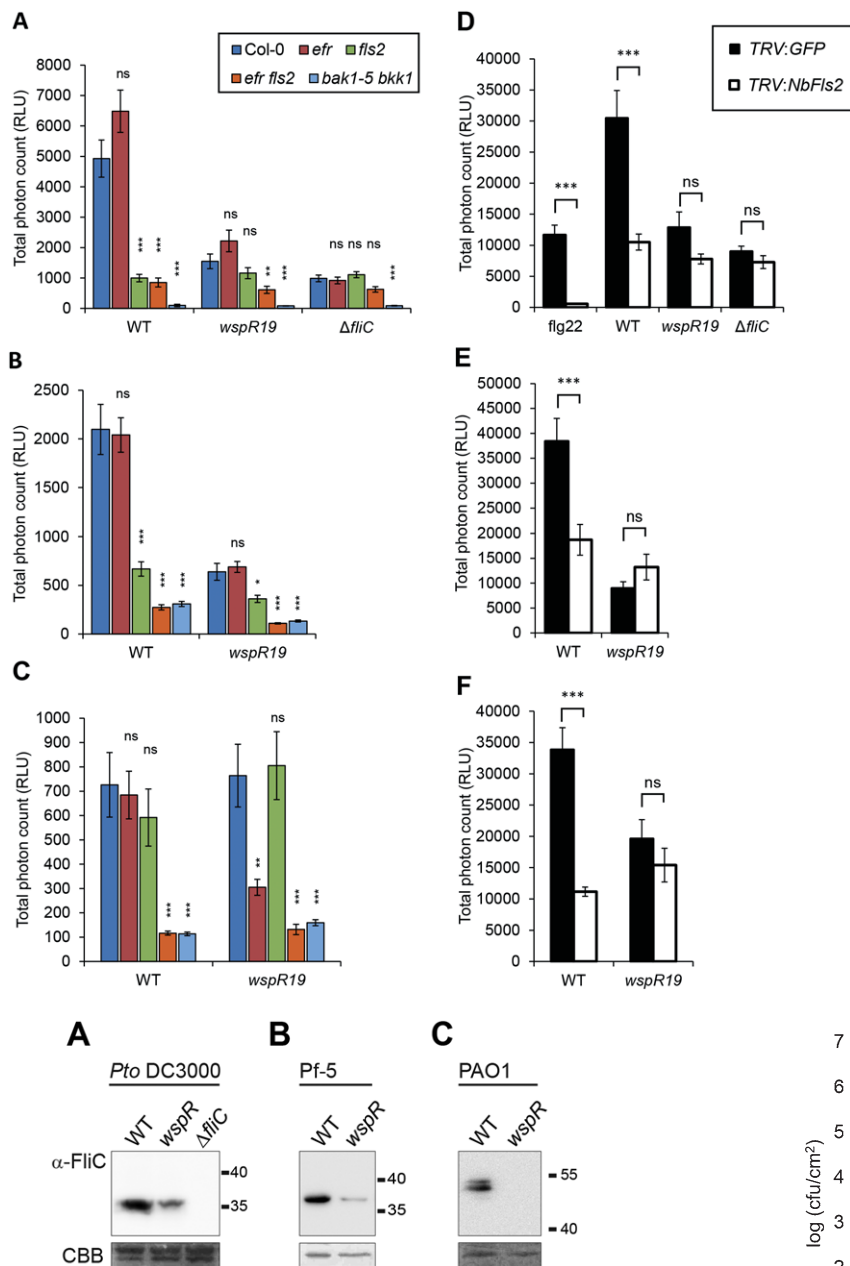 A
Col-0 efr fls2
efr fls2 bak1-5 bkk1
Total photon count (RLU)
8000
7000
6000
5000
4000
3000
2000
1000
0
ns
*** *** ***
ns ns ** ***
ns ns ns ***
WT wspR19 ΔfliC
B
Total photon count (RLU)
2500
2000
1500
1000
500
0
ns
*** *** ***
ns * *** ***
WT wspR19
C
Total photon count (RLU)
1000
900
800
700
600
500
400
300
200
100
0
ns ns *** ***
** ns *** ***
WT wspR19
D
TRV:GFP
TRV:NbFls2
Total photon count (RLU)
40000
35000
30000
25000
20000
15000
10000
5000
0
*** *** ns ns
flg22 WT wspR19 ΔfliC
E
Total photon count (RLU)
50000
45000
40000
35000
30000
25000
20000
15000
10000
5000
0
*** ns
WT wspR19
F
Total photon count (RLU)
40000
35000
30000
25000
20000
15000
10000
5000
0
*** ns
WT wspR19
A
Pto DC3000
WT wspR ΔfliC
α-FliC
40
35
CBB
B
Pf-5
WT wspR
40
35
C
PAO1
WT wspR
55
40
log (cfu/cm²)
7
6
5
4
3